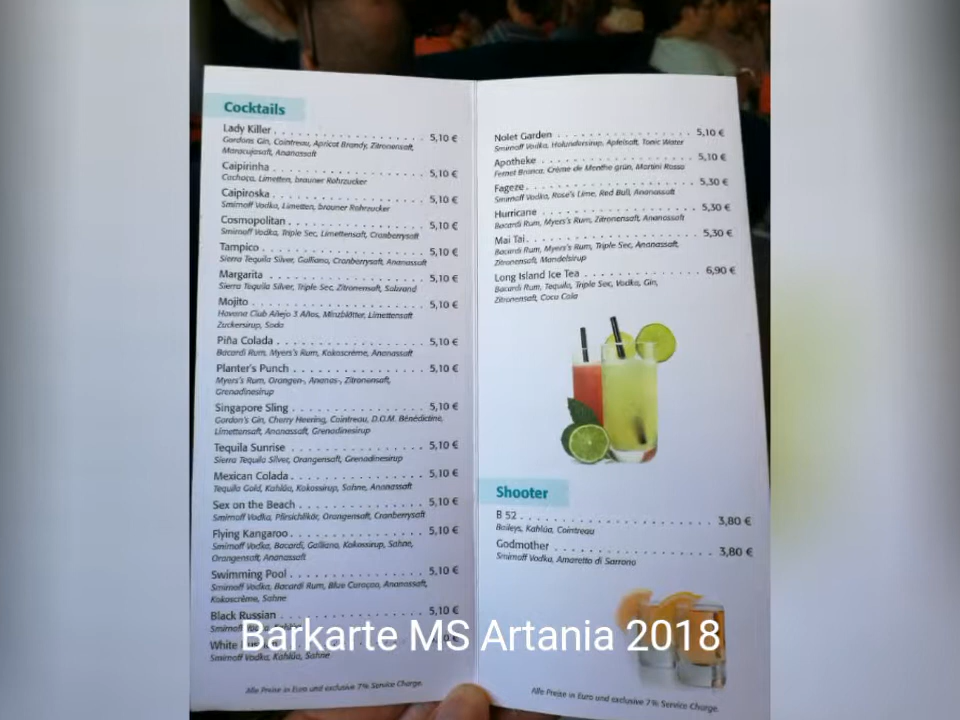 Cocktails
Lady Killer . . . . . . . . . . . . . . . . . . . . 5,10 €
Gordons Gin, Cointreau, Apricot Brandy, Zitronensaft,
Maracujasaft, Ananassaft
Caipirinha . . . . . . . . . . . . . . . . . . . . 5,10 €
Cachaça, Limetten, brauner Rohrzucker
Caipiroska . . . . . . . . . . . . . . . . . . . . 5,10 €
Smirnoff Vodka, Limetten, brauner Rohrzucker
Cosmopolitan . . . . . . . . . . . . . . . . . . . . 5,10 €
Smirnoff Vodka, Triple Sec, Limettensaft, Cranberrysaft
Tampico . . . . . . . . . . . . . . . . . . . . 5,10 €
Sierra Tequila Silver, Galliano, Cranberrysaft, Ananassaft
Margarita . . . . . . . . . . . . . . . . . . . . 5,10 €
Sierra Tequila Silver, Triple Sec, Zitronensaft, Salzrand
Mojito . . . . . . . . . . . . . . . . . . . . 5,10 €
Havana Club Añejo 3 Años, Minzblätter, Limettensaft
Zuckersirup, Soda
Piña Colada . . . . . . . . . . . . . . . . . . . . 5,10 €
Bacardi Rum, Myers's Rum, Kokoscrème, Ananassaft
Planter's Punch . . . . . . . . . . . . . . . . . . . . 5,10 €
Myers's Rum, Orangen-, Ananas-, Zitronensaft,
Grenadinesirup
Singapore Sling . . . . . . . . . . . . . . . . . . . . 5,10 €
Gordon's Gin, Cherry Heering, Cointreau, D.O.M. Bénédictine,
Limettensaft, Ananassaft, Grenadinesirup
Tequila Sunrise . . . . . . . . . . . . . . . . . . . . 5,10 €
Sierra Tequila Silver, Orangensaft, Grenadinesirup
Mexican Colada . . . . . . . . . . . . . . . . . . . . 5,10 €
Tequila Gold, Kahlúa, Kokossirup, Sahne, Ananassaft
Sex on the Beach . . . . . . . . . . . . . . . . . . . . 5,10 €
Smirnoff Vodka, Pfirsichlikör, Orangensaft, Cranberrysaft
Flying Kangaroo . . . . . . . . . . . . . . . . . . . . 5,10 €
Smirnoff Vodka, Bacardi, Galliano, Kokossirup, Sahne,
Orangensaft, Ananassaft
Swimming Pool . . . . . . . . . . . . . . . . . . . . 5,10 €
Smirnoff Vodka, Bacardi Rum, Blue Curaçao, Ananassaft,
Kokoscrème, Sahne
Black Russian . . . . . . . . . . . . . . . . . . . . 5,10 €
White
Smirnoff Vodka, Kahlúa, Sahne
Alle Preise in Euro und exclusive 7% Service Charge.
Nolet Garden . . . . . . . . . . . . . . . . . . . . 5,10 €
Smirnoff Vodka, Holundersirup, Apfelsaft, Tonic Water
Apotheke . . . . . . . . . . . . . . . . . . . . 5,10 €
Fernet Branca, Crème de Menthe grün, Martini Rosso
Fageze . . . . . . . . . . . . . . . . . . . . 5,30 €
Smirnoff Vodka, Rose's Lime, Red Bull, Ananassaft
Hurricane . . . . . . . . . . . . . . . . . . . . 5,30 €
Bacardi Rum, Myers's Rum, Zitronensaft, Ananassaft
Mai Tai . . . . . . . . . . . . . . . . . . . . 5,30 €
Bacardi Rum, Myers's Rum, Triple Sec, Ananassaft,
Zitronensaft, Mandelsirup
Long Island Ice Tea . . . . . . . . . . . . . . . . . . . . 6,90 €
Bacardi Rum, Tequila, Triple Sec, Vodka, Gin,
Zitronensaft, Coca Cola
Shooter
B 52 . . . . . . . . . . . . . . . . . . . . 3,80 €
Baileys, Kahlúa, Cointreau
Godmother . . . . . . . . . . . . . . . . . . . . 3,80 €
Smirnoff Vodka, Amaretto di Sarrono
Alle Preise in Euro und exclusive 7% Service Charge.
Barkarte MS Artania 2018